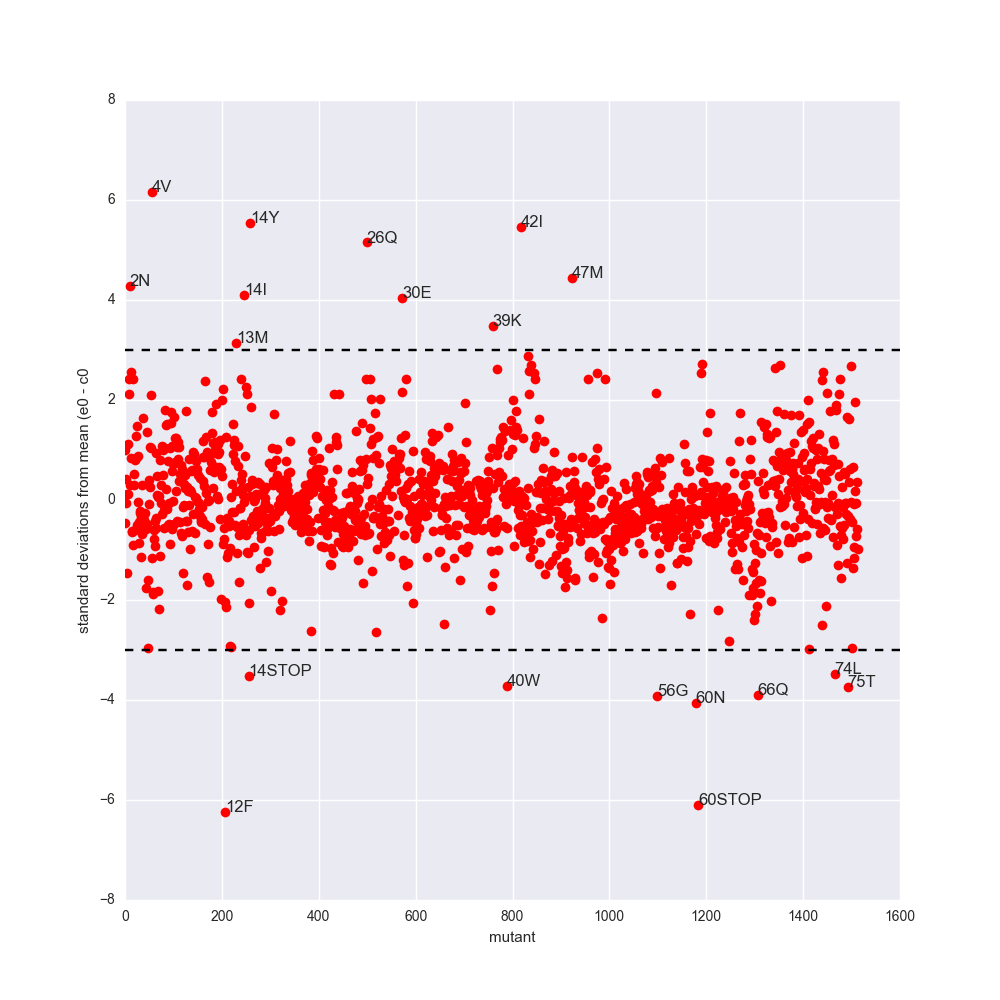 8
6
4
2
0
−2
−4
−6
−8
standard deviations from mean (e0 - c0
4V
14Y
42I
26Q
47M
2N
14I
30E
39K
13M
14STOP
40W
56G
60N
66Q
74L
75T
12F
60STOP
0 200 400 600 800 1000 1200 1400 1600
mutant